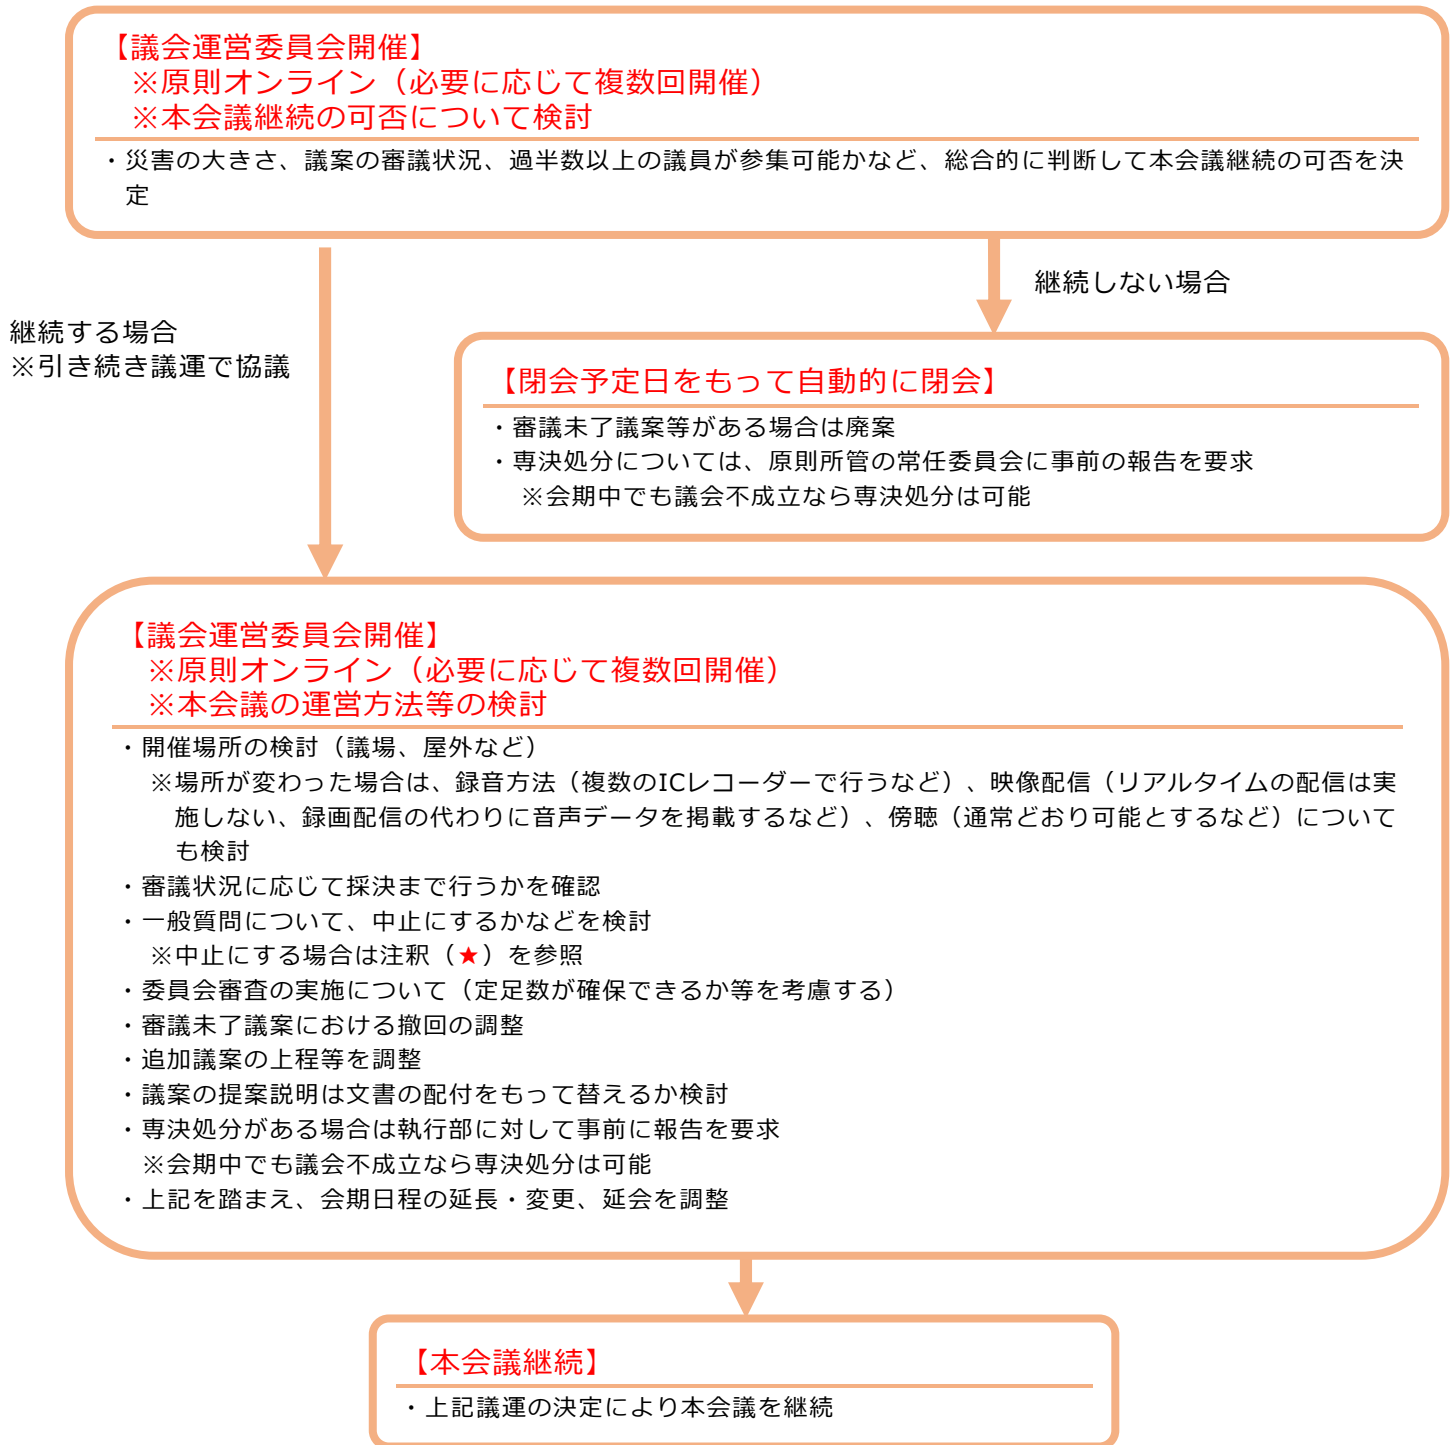 【議会運営委員会開催】
※原則オンライン（必要に応じて複数回開催）
※本会議継続の可否について検討
・災害の大きさ、議案の審議状況、過半数以上の議員が参集可能かなど、総合的に判断して本会議継続の可否を決
定
継続しない場合
継続する場合
※引き続き議運で協議
【閉会予定日をもって自動的に閉会】
・審議未了議案等がある場合は廃案
・専決処分については、原則所管の常任委員会に事前の報告を要求
※会期中でも議会不成立なら専決処分は可能
【議会運営委員会開催】
※原則オンライン（必要に応じて複数回開催）
※本会議の運営方法等の検討
・開催場所の検討（議場、屋外など）
※場所が変わった場合は、録音方法（複数のICレコーダーで行うなど）、映像配信（リアルタイムの配信は実
施しない、録画配信の代わりに音声データを掲載するなど）、傍聴（通常どおり可能とするなど）について
も検討
・審議状況に応じて採決まで行うかを確認
・一般質問について、中止にするかなどを検討
※中止にする場合は注釈（★）を参照
・委員会審査の実施について（定足数が確保できるか等を考慮する）
・審議未了議案における撤回の調整
・追加議案の上程等を調整
・議案の提案説明は文書の配付をもって替えるか検討
・専決処分がある場合は執行部に対して事前に報告を要求
※会期中でも議会不成立なら専決処分は可能
・上記を踏まえ、会期日程の延長・変更、延会を調整
【本会議継続】
・上記議運の決定により本会議を継続